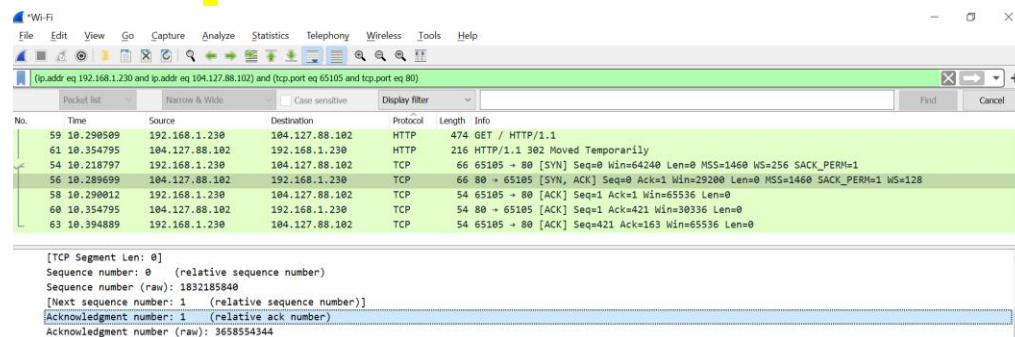 *Wi-Fi
File Edit View Go Capture Analyze Statistics Telephony Wireless Tools Help
(ip.addr eq 192.168.1.230 and ip.addr eq 104.127.88.102) and (tcp.port eq 65105 and tcp.port eq 80)
Packet list Narrow & Wide Case sensitive Display filter Find Cancel
No. Time Source Destination Protocol Length Info
59 10.290509 192.168.1.230 104.127.88.102 HTTP 474 GET / HTTP/1.1
61 10.354795 104.127.88.102 192.168.1.230 HTTP 216 HTTP/1.1 302 Moved Temporarily
54 10.218797 192.168.1.230 104.127.88.102 TCP 66 65105 → 80 [SYN] Seq=0 Win=64240 Len=0 MSS=1460 WS=256 SACK_PERM=1
56 10.289699 104.127.88.102 192.168.1.230 TCP 66 80 → 65105 [SYN, ACK] Seq=0 Ack=1 Win=29200 Len=0 MSS=1460 SACK_PERM=1 WS=128
58 10.290012 192.168.1.230 104.127.88.102 TCP 54 65105 → 80 [ACK] Seq=1 Ack=1 Win=65536 Len=0
60 10.354795 104.127.88.102 192.168.1.230 TCP 54 80 → 65105 [ACK] Seq=1 Ack=421 Win=30336 Len=0
63 10.394889 192.168.1.230 104.127.88.102 TCP 54 65105 → 80 [ACK] Seq=421 Ack=163 Win=65536 Len=0
[TCP Segment Len: 0]
Sequence number: 0 (relative sequence number)
Sequence number (raw): 1832185840
[Next sequence number: 1 (relative sequence number)]
Acknowledgment number: 1 (relative ack number)
Acknowledgment number (raw): 3658554344